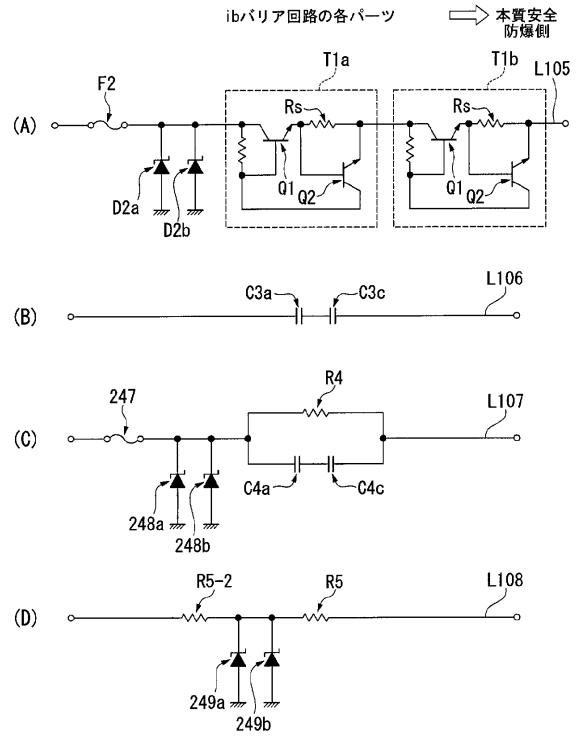 ibバリア回路の各パーツ
本質安全
防爆側
T1a
T1b
L105
F2
Rs
Rs
(A)
Q1
Q2
Q1
Q2
D2a
D2b
C3a
C3c
L106
(B)
R4
247
L107
(C)
C4a
C4c
248a
248b
R5-2
R5
L108
(D)
249a
249b